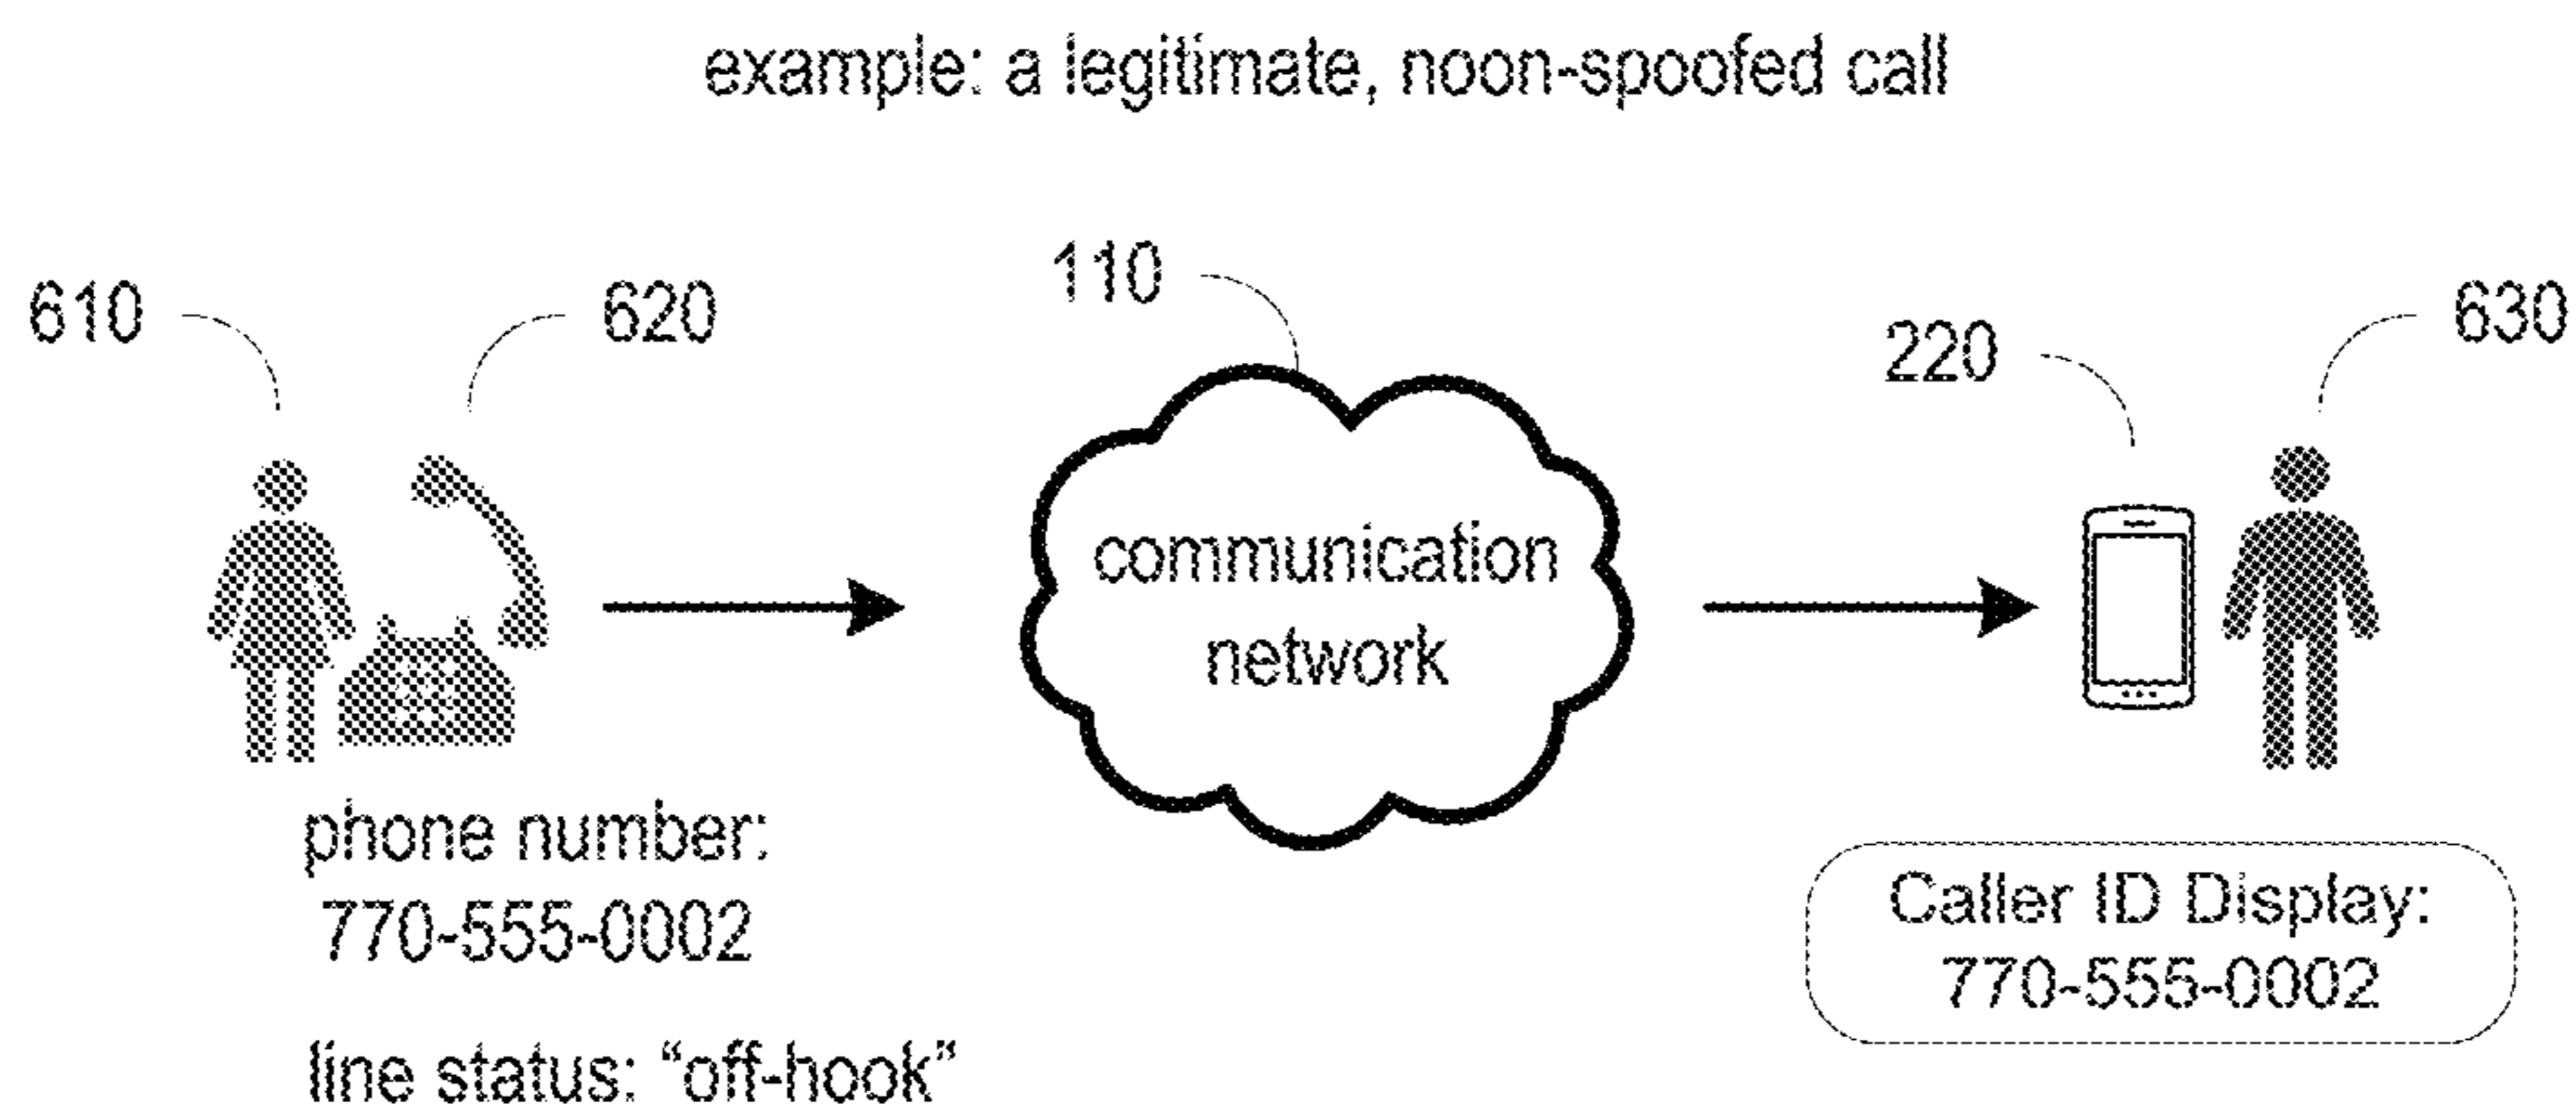 example: a legitimate, noon-spoofed call
610
620
110
220
630
communication
network
phone number:
770-555-0002
line status: “off-hook”
Caller ID Display:
770-555-0002